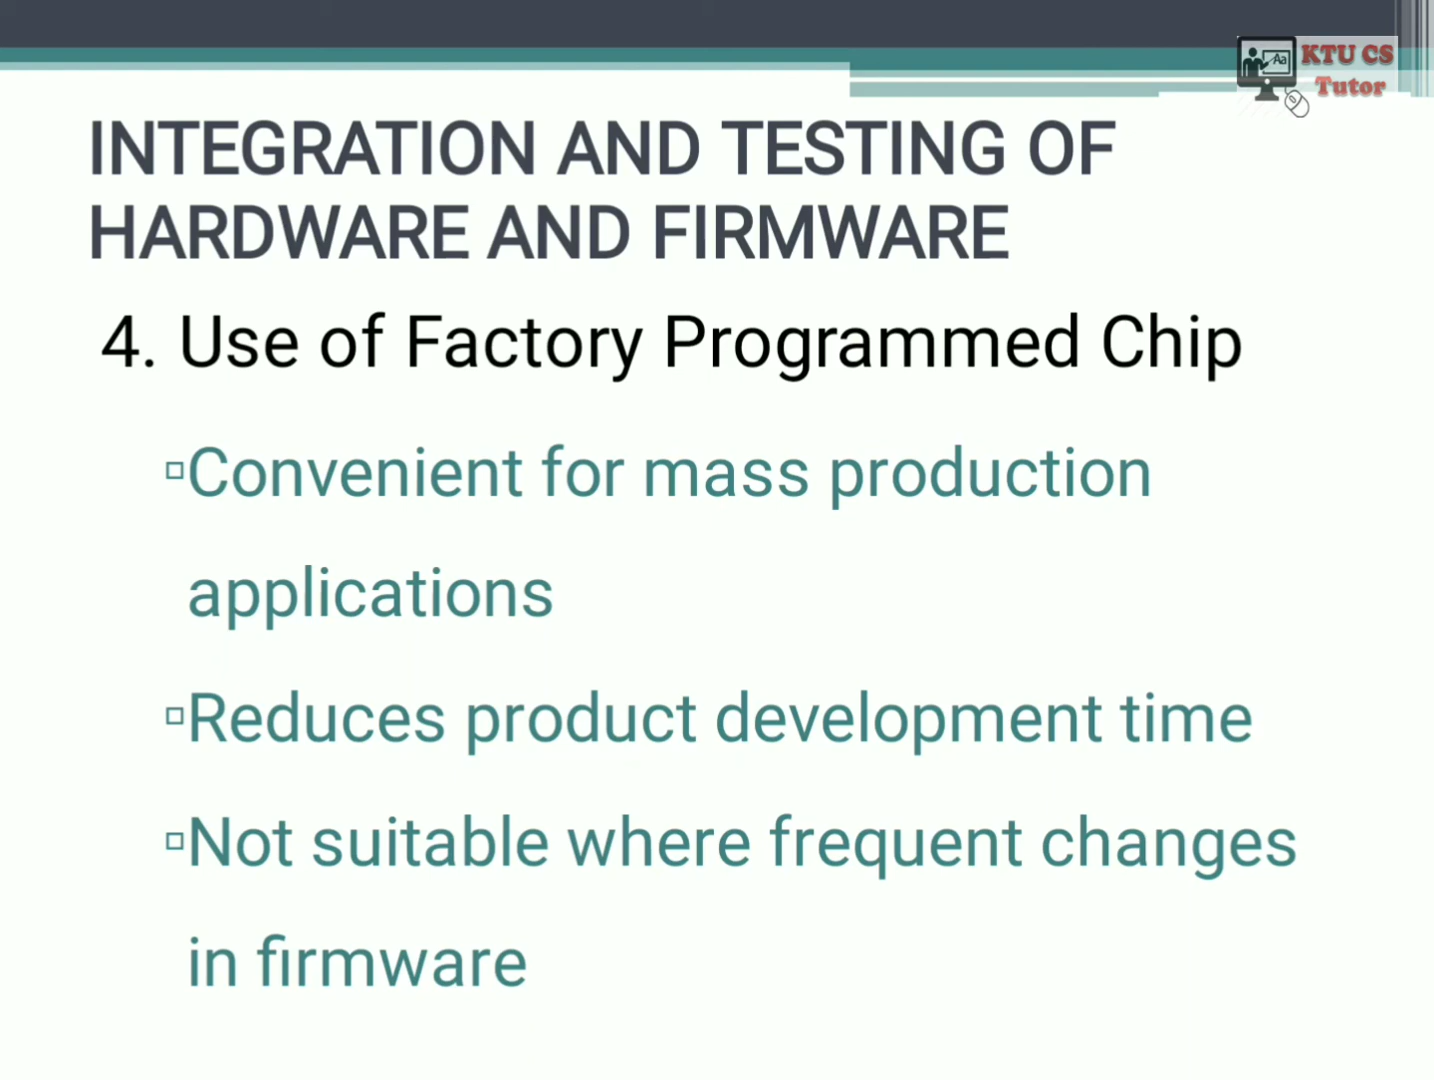 KTU CS
Aa
Tutor
INTEGRATION AND TESTING OF
HARDWARE AND FIRMWARE
4. Use of Factory Programmed Chip
▫Convenient for mass production
applications
▫Reduces product development time
▫Not suitable where frequent changes
in firmware